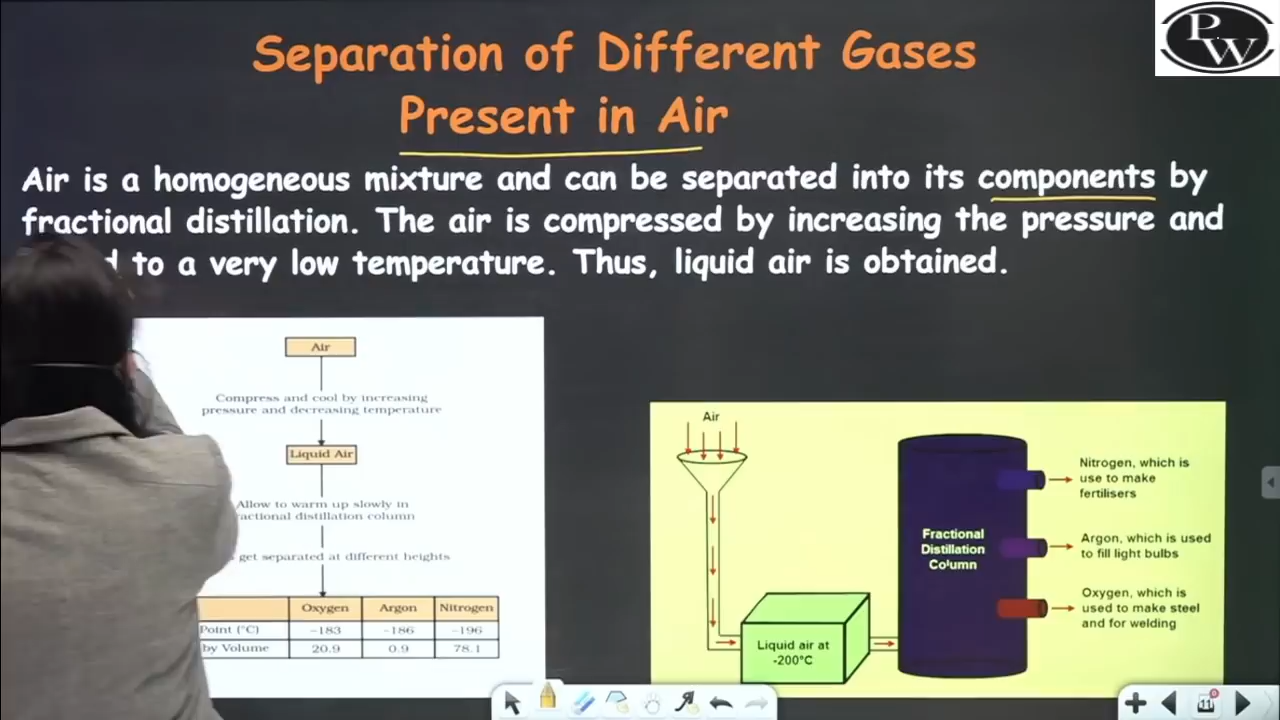 PW
Separation of Different Gases
Present in Air
Air is a homogeneous mixture and can be separated into its components by
fractional distillation. The air is compressed by increasing the pressure and
to a very low temperature. Thus, liquid air is obtained.
Air
Compress and cool by increasing
pressure and decreasing temperature
Liquid Air
Allow to warm up slowly in
distillation column
get separated at different heights
Oxygen Argon Nitrogen
Point (°C) -183 -186 -196
by Volume 20.9 0.9 78.1
Air
Liquid air at
-200°C
Fractional
Distillation
Column
Nitrogen, which is
use to make
fertilisers
Argon, which is used
to fill light bulbs
Oxygen, which is
used to make steel
and for welding
11